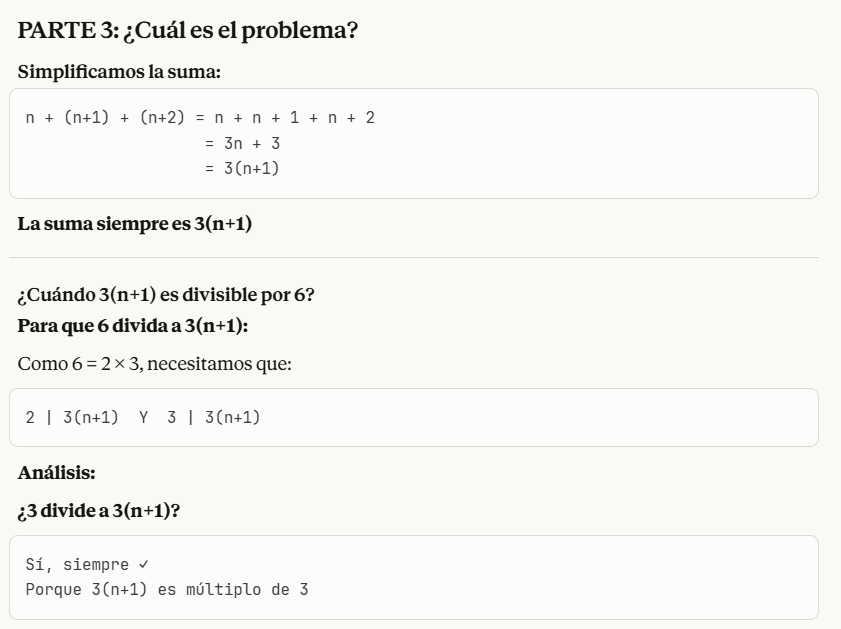 PARTE 3: ¿Cuál es el problema?
Simplificamos la suma:
n + (n+1) + (n+2) = n + n + 1 + n + 2
= 3n + 3
= 3(n+1)
La suma siempre es 3(n+1)
¿Cuándo 3(n+1) es divisible por 6?
Para que 6 divida a 3(n+1):
Como 6 = 2 × 3, necesitamos que:
2 | 3(n+1)  Y  3 | 3(n+1)
Análisis:
¿3 divide a 3(n+1)?
Sí, siempre ✓
Porque 3(n+1) es múltiplo de 3